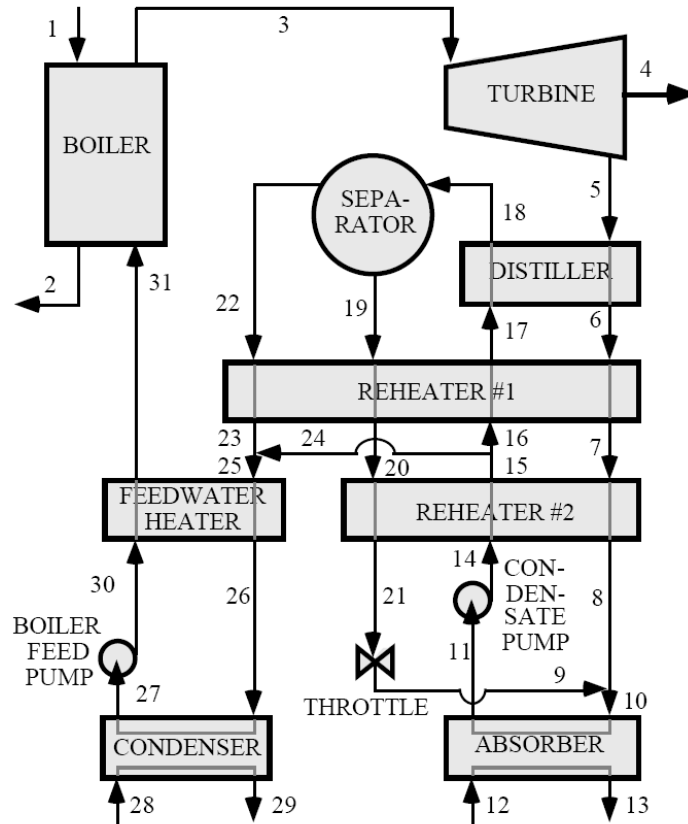 1
3
4
BOILER
TURBINE
SEPA-
RATOR
5
18
DISTILLER
2
31
22
19
17
6
REHEATER #1
23
24
16
7
25
20
15
FEEDWATER
HEATER
REHEATER #2
30
26
21
14
CON-
DEN-
SATE
PUMP
8
BOILER
FEED
PUMP
11
27
9
THROTTLE
10
CONDENSER
ABSORBER
28
29
12
13